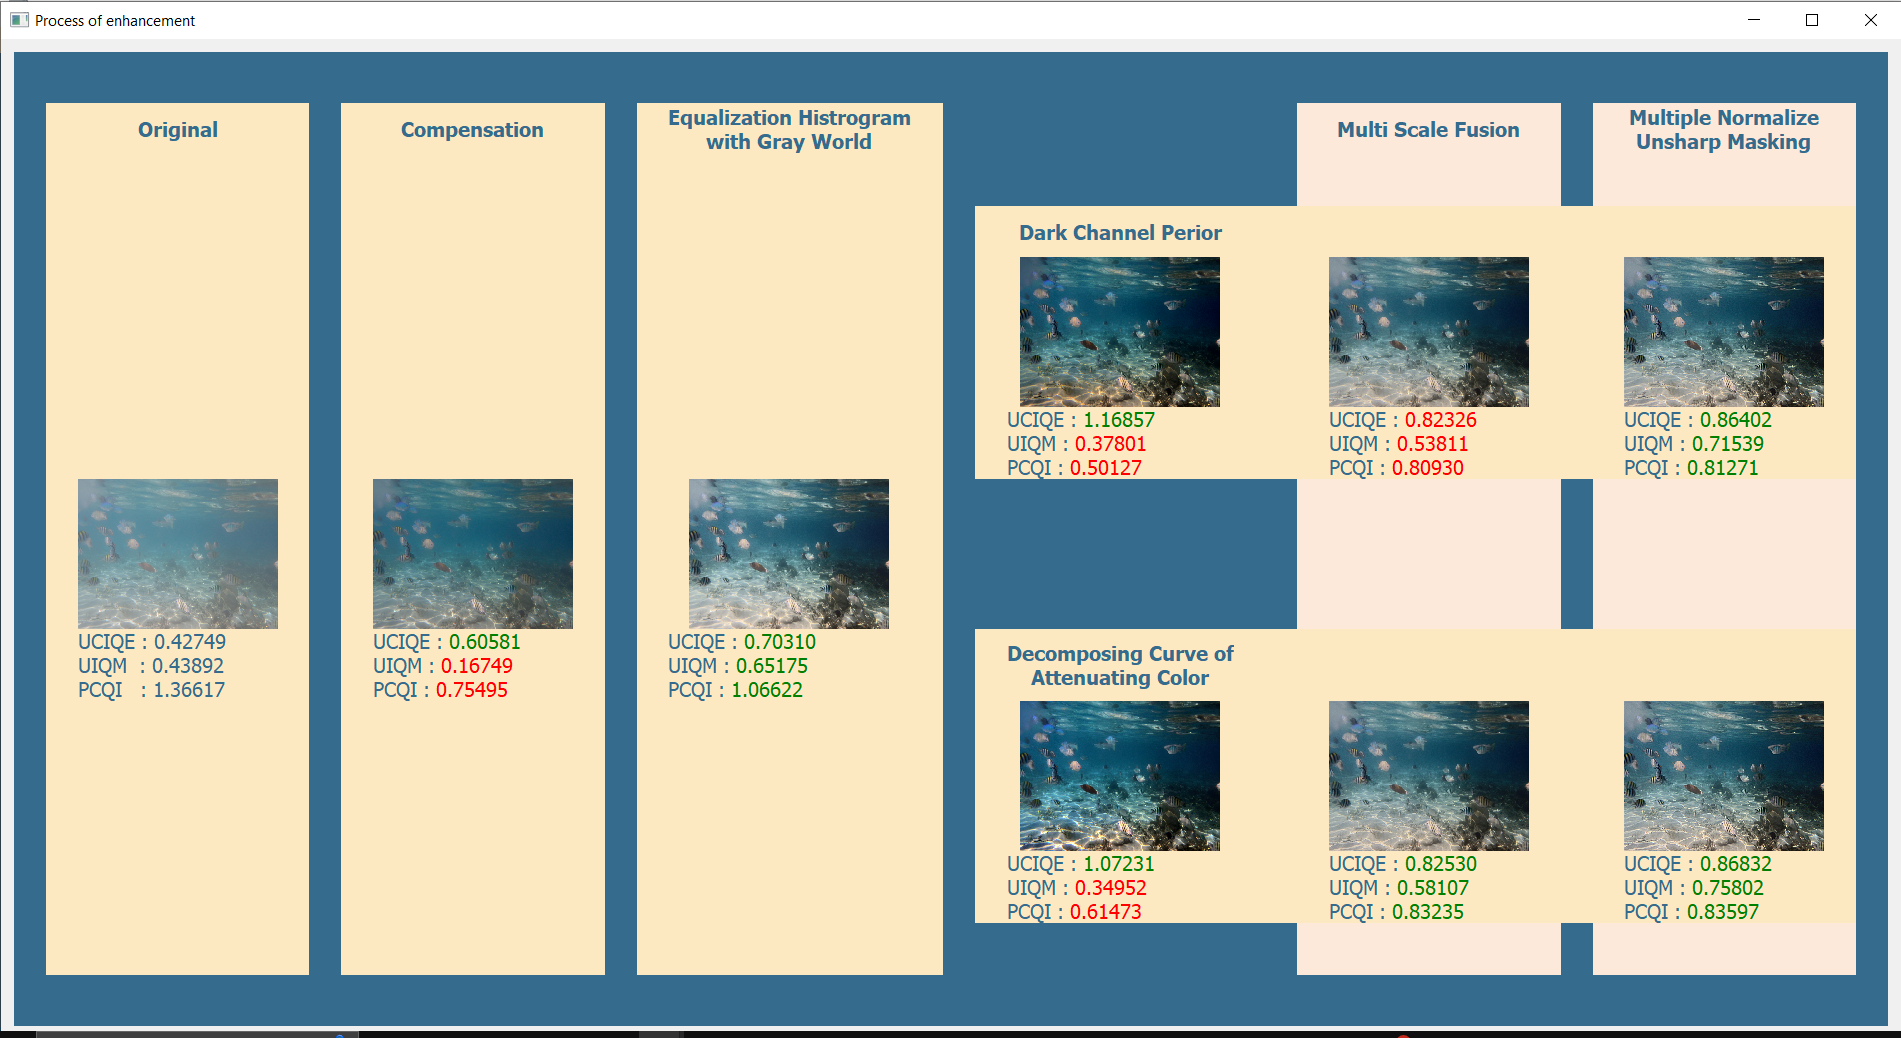 Process of enhancement
Original
UCIQE : 0.42749
UIQM : 0.43892
PCQI : 1.36617
Compensation
UCIQE : 0.60581
UIQM : 0.16749
PCQI : 0.75495
Equalization Histrogram
with Gray World
UCIQE : 0.70310
UIQM : 0.65175
PCQI : 1.06622
Multi Scale Fusion
Multiple Normalize
Unsharp Masking
Dark Channel Perior
UCIQE : 1.16857
UIQM : 0.37801
PCQI : 0.50127
UCIQE : 0.82326
UIQM : 0.53811
PCQI : 0.80930
UCIQE : 0.86402
UIQM : 0.71539
PCQI : 0.81271
Decomposing Curve of
Attenuating Color
UCIQE : 1.07231
UIQM : 0.34952
PCQI : 0.61473
UCIQE : 0.82530
UIQM : 0.58107
PCQI : 0.83235
UCIQE : 0.86832
UIQM : 0.75802
PCQI : 0.83597